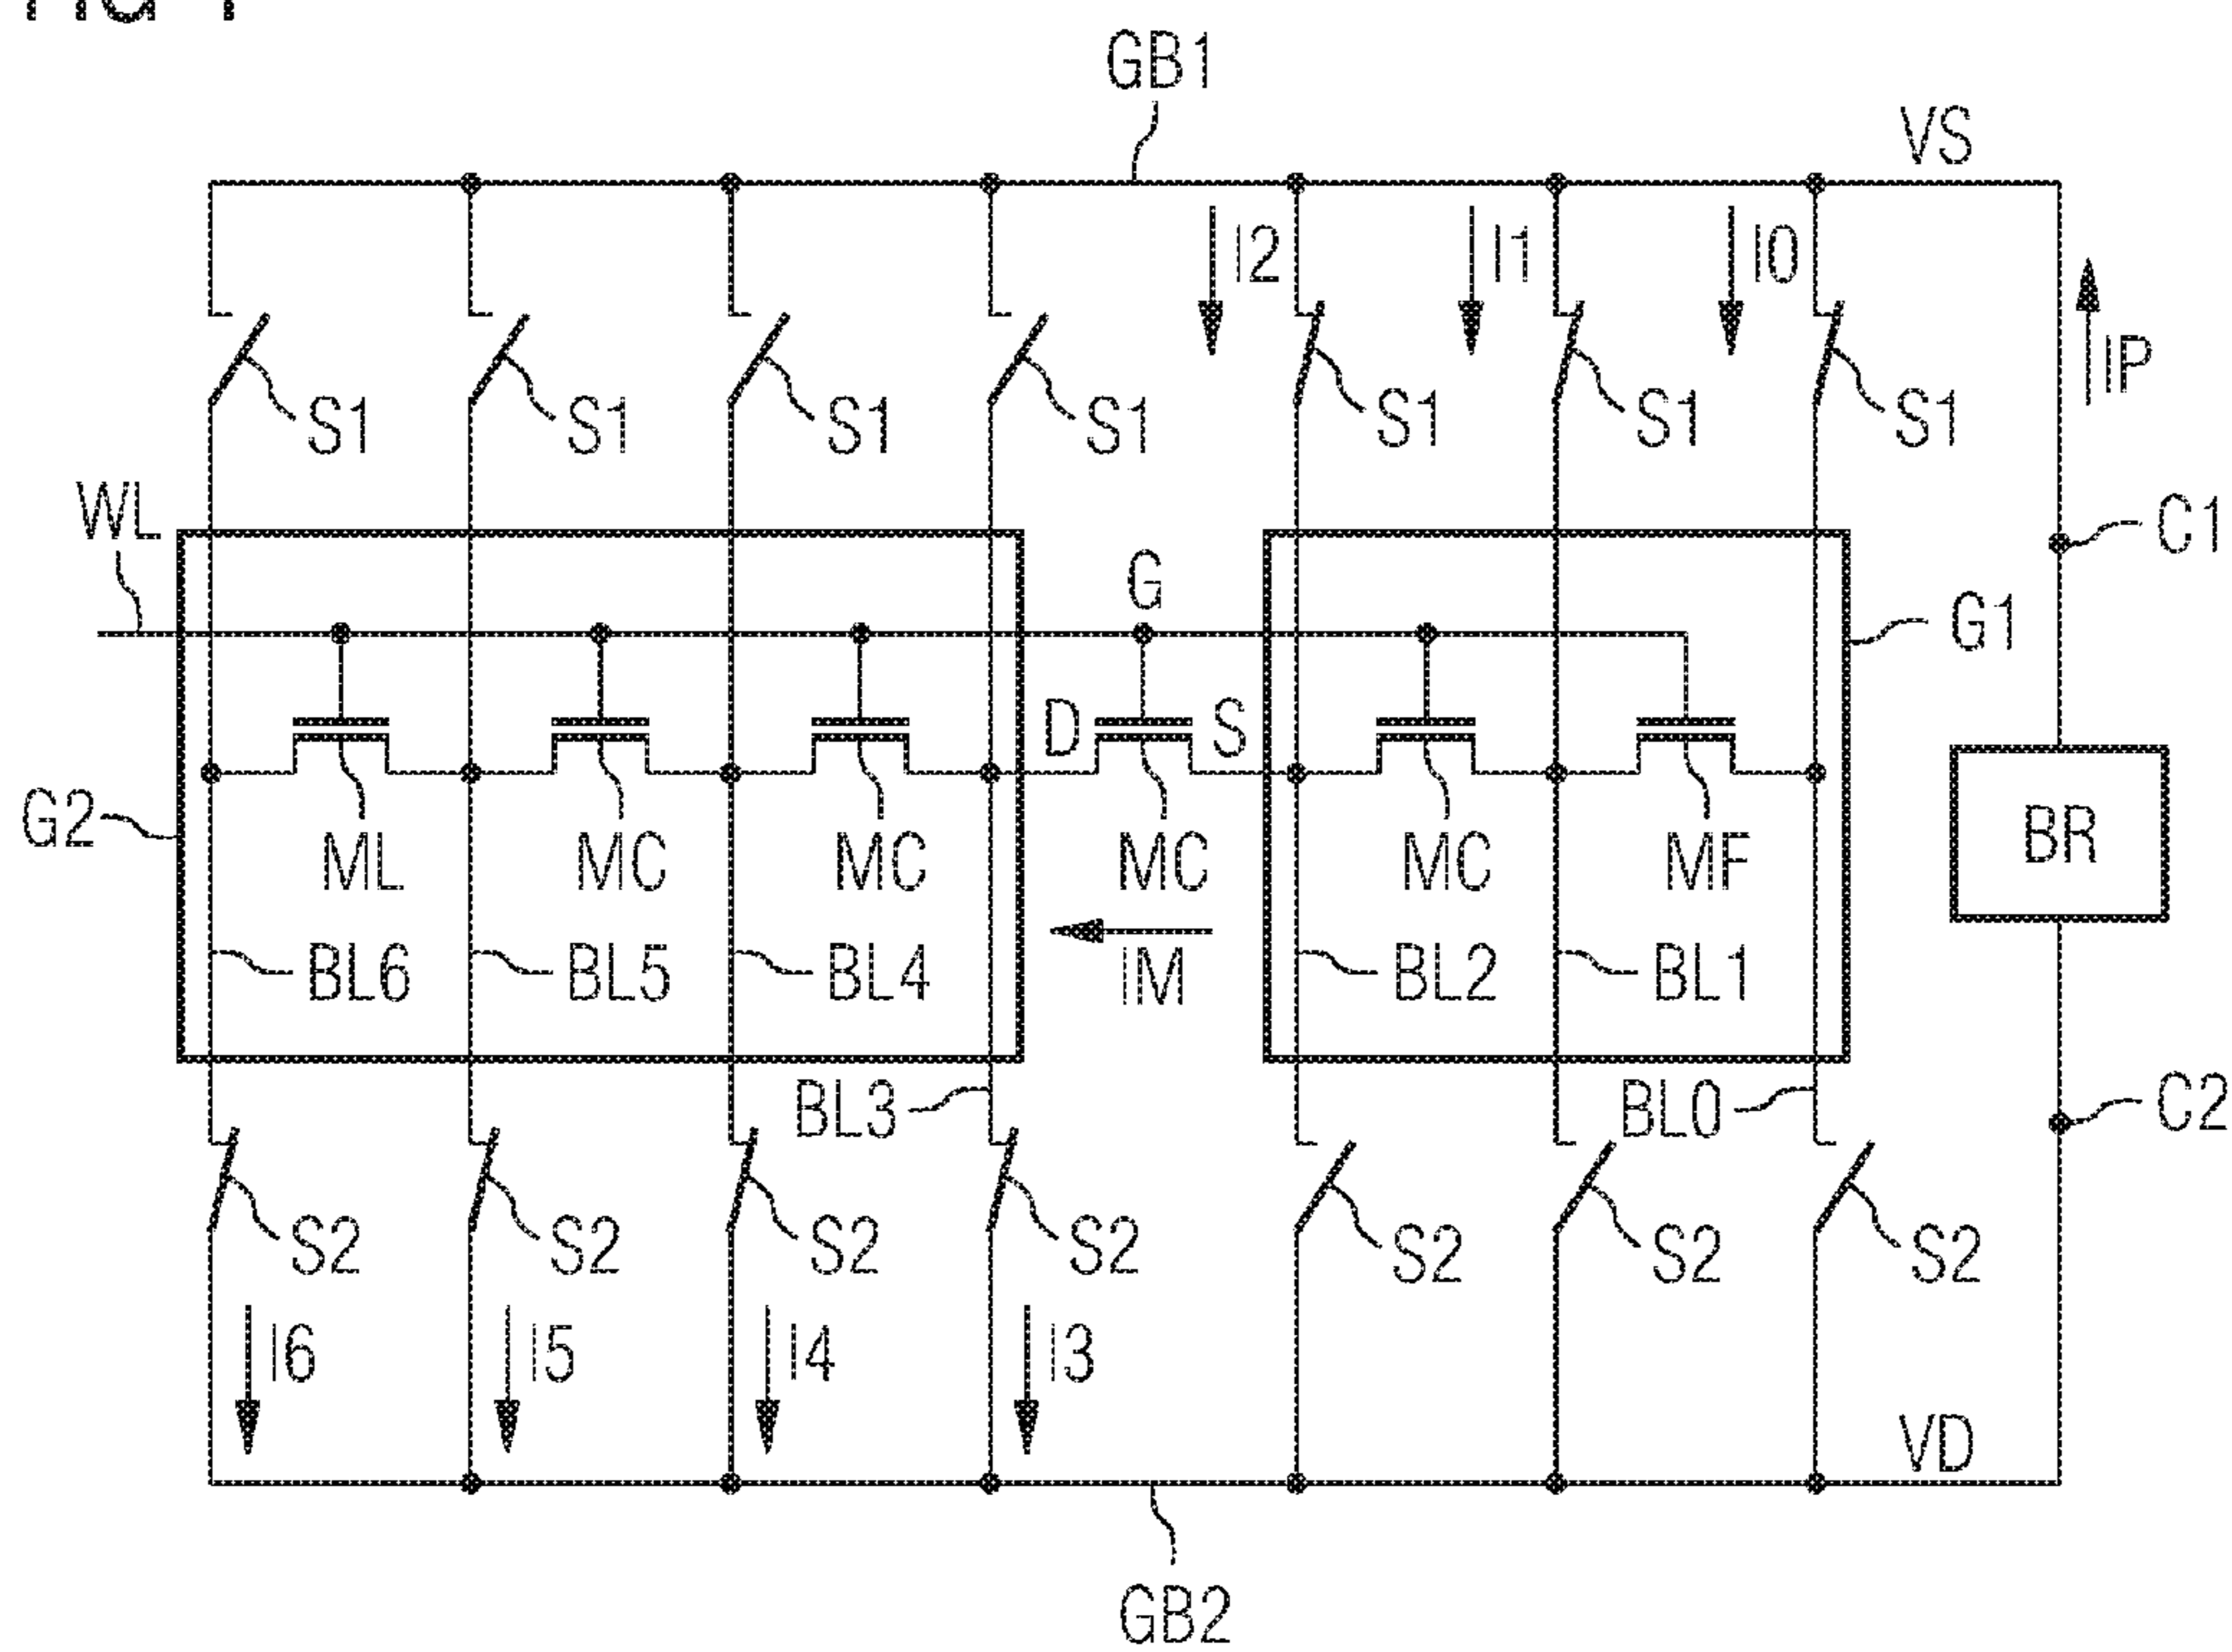 GB1
VS
I2 I1 I0
IP
S1 S1 S1 S1 S1 S1 S1
WL
C1
G
G1
D S
G2
BR
ML MC MC MC MC MF
BL6 BL5 BL4 IM BL2 BL1
BL3 BL0 C2
S2 S2 S2 S2 S2 S2 S2
I6 I5 I4 I3
VD
GB2